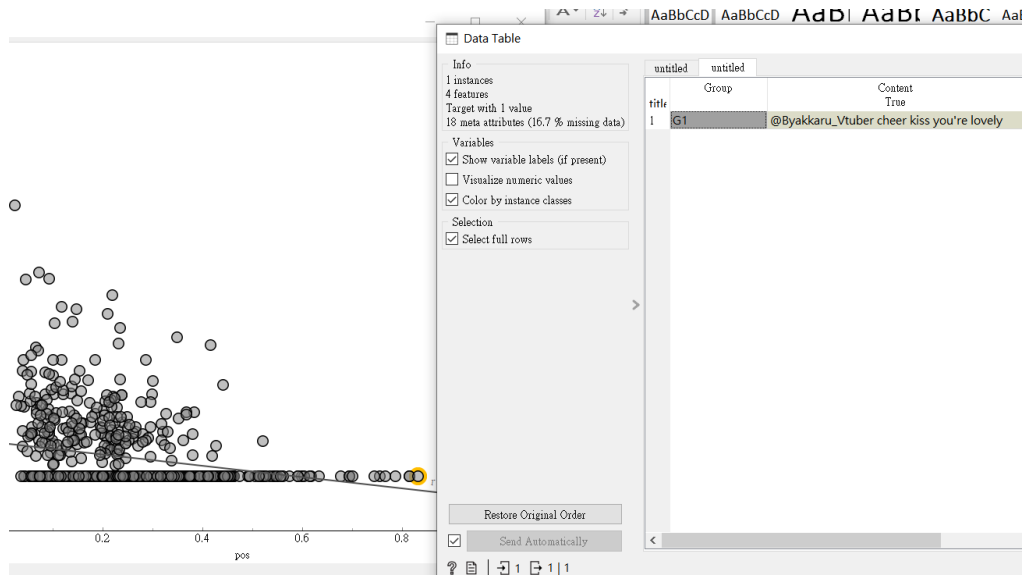 AaBbCcD AaBbCcD AaBbC
Data Table
Info
1 instances
4 features
Target with 1 value
18 meta attributes (16.7 % missing data)
Variables
Show variable labels (if present)
Visualize numeric values
Color by instance classes
Selection
Select full rows
Restore Original Order
Send Automatically
1 1|1
untitled untitled
Group Content
True
title
1 G1 @Byakkaru_Vtuber cheer kiss you're lovely
0.2 0.4 0.6 0.8
pos